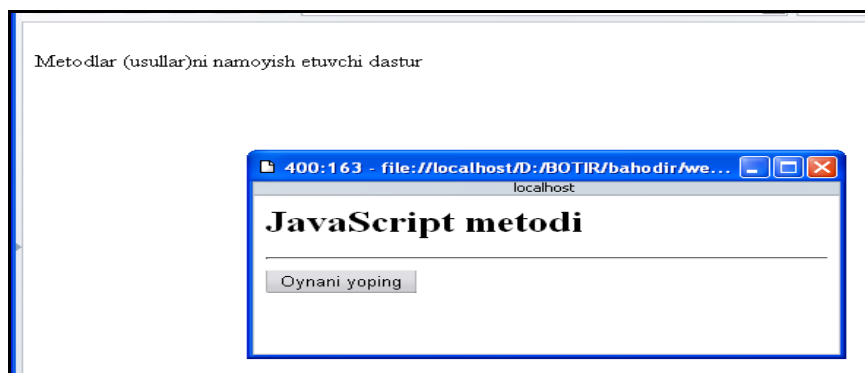 Metodlar (usullar)ni namoyish etuvchi dastur
400:163 - file://localhost/D:/BOTIR/bahodir/we...
localhost
JavaScript metodi
Oynani yoping